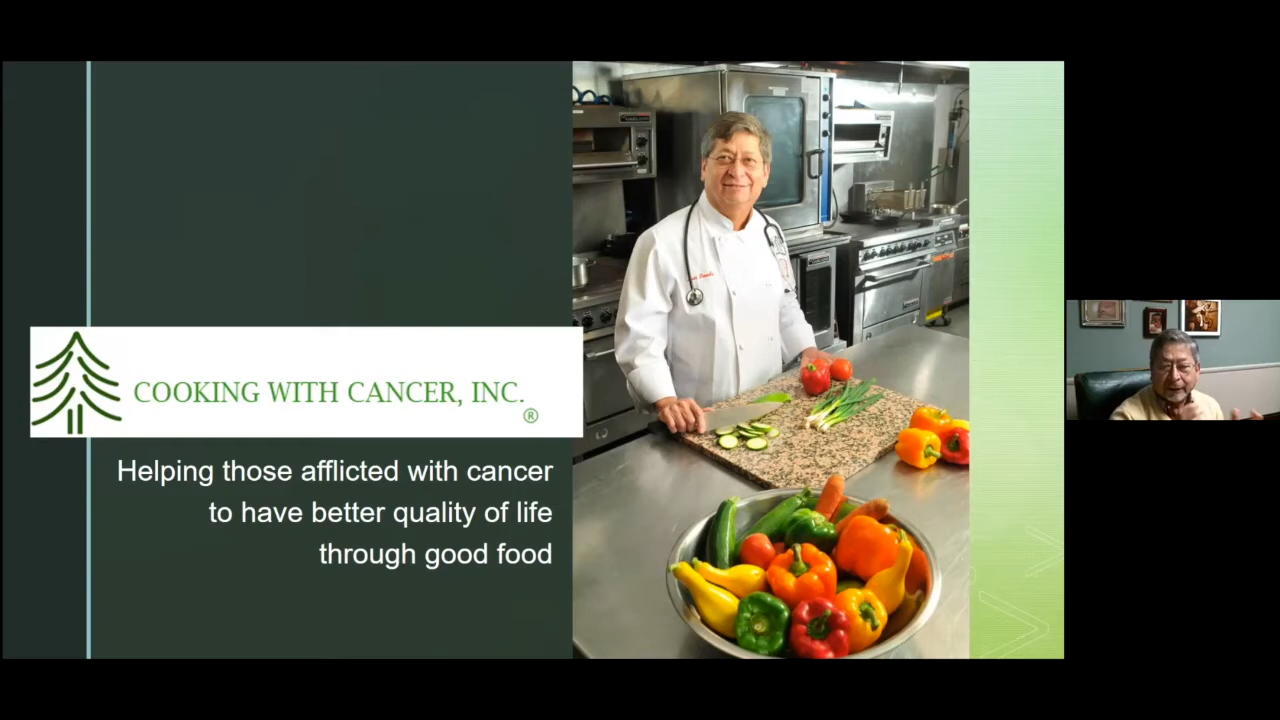 COOKING WITH CANCER, INC.
®
Helping those afflicted with cancer
to have better quality of life
through good food